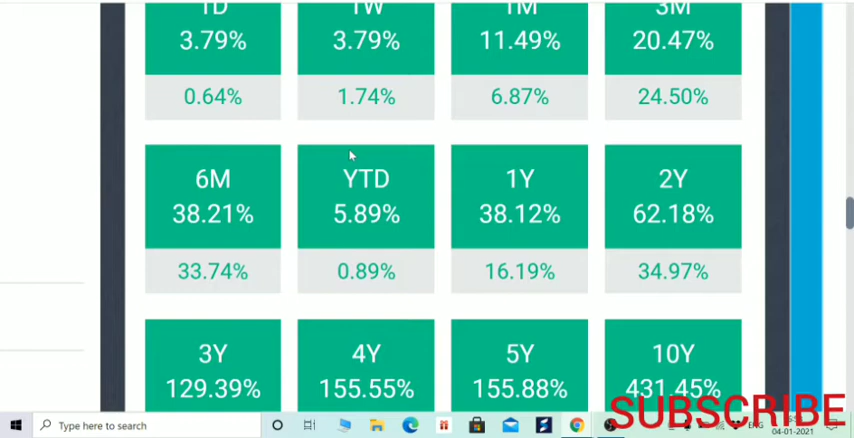 1D 1W 1M 3M
3.79% 3.79% 11.49% 20.47%
0.64% 1.74% 6.87% 24.50%
6M YTD 1Y 2Y
38.21% 5.89% 38.12% 62.18%
33.74% 0.89% 16.19% 34.97%
3Y 4Y 5Y 10Y
129.39% 155.55% 155.88% 431.45%
SUBSCRIBE
Type here to search
ENG
04-01-2021